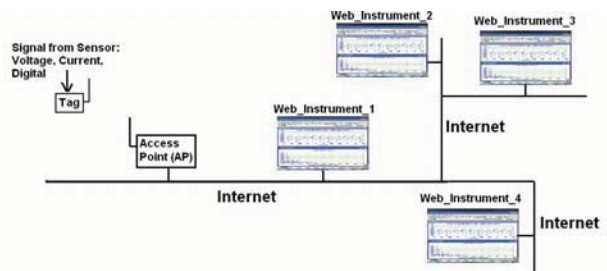 Web_Instrument_2
Web_Instrument_3
Signal from Sensor:
Voltage, Current,
Digital
Tag
Web_Instrument_1
Access
Point (AP)
Internet
Internet
Web_Instrument_4
Internet